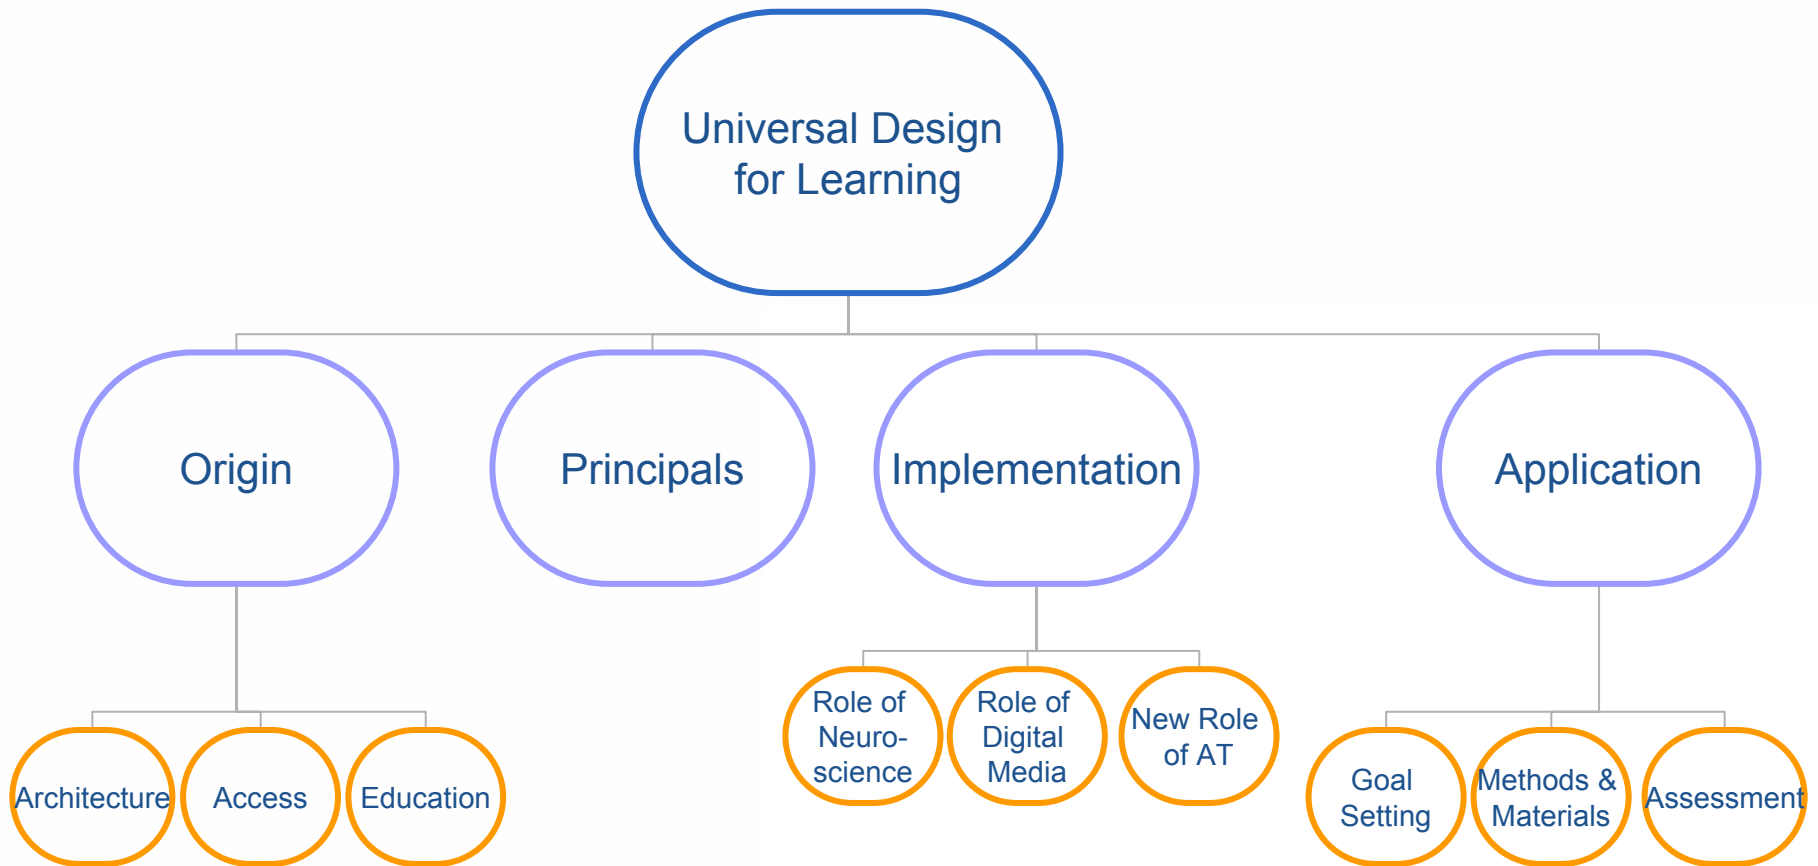 Universal Design
for Learning
Origin
Principals
Implementation
Application
Architecture
Access
Education
Role of
Neuro-
science
Role of
Digital
Media
New Role
of AT
Goal
Setting
Methods &
Materials
Assessment